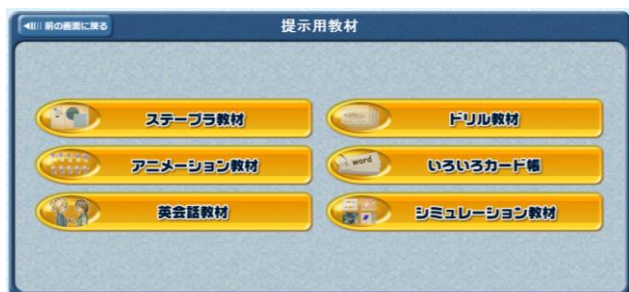 前の画面に戻る
提示用教材
ステープラ教材
ドリル教材
アニメーション教材
word
いろいろカード帳
英会話教材
シミュレーション教材